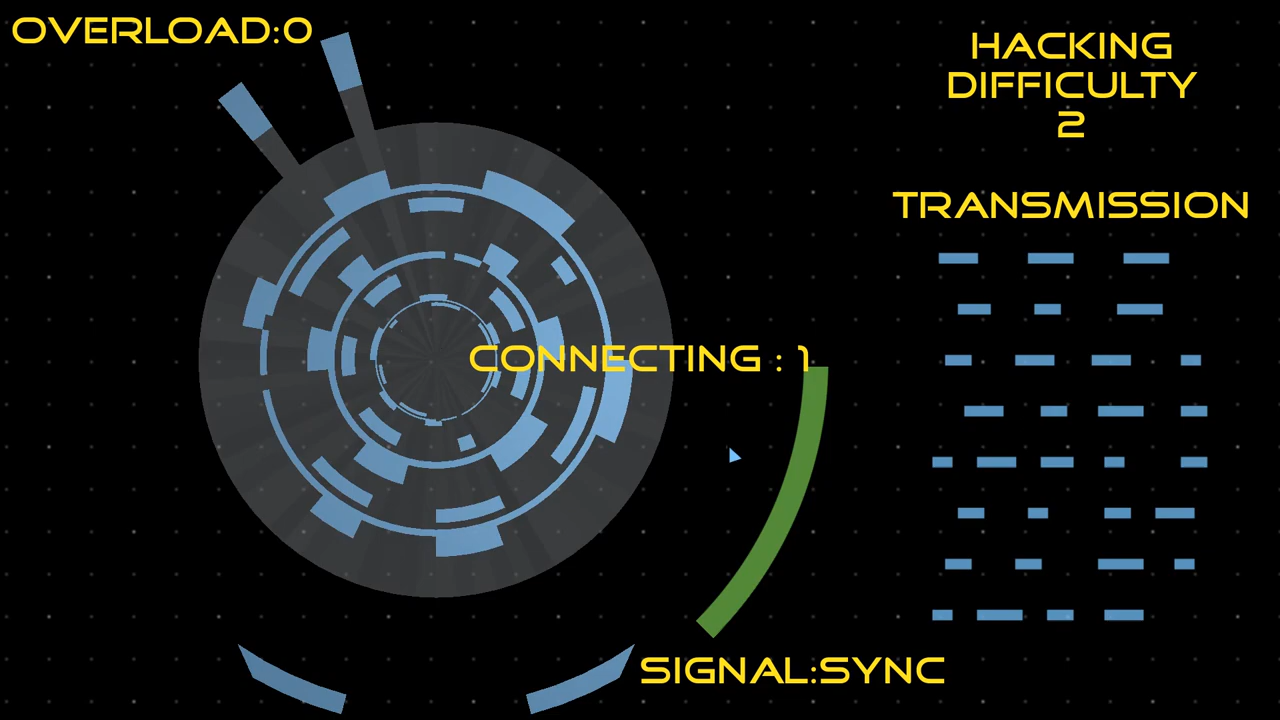 OVERLOAD:0
HACKING
DIFFICULTY
2
TRANSMISSION
CONNECTING : 1
SIGNAL:SYNC